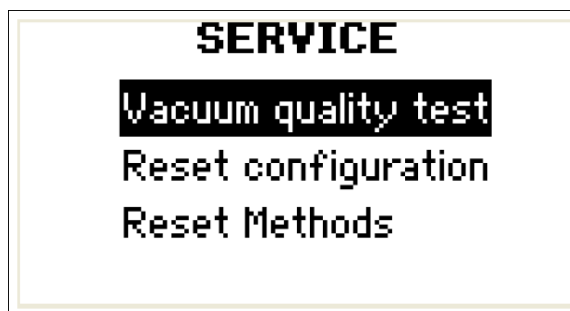 SERVICE
Vacuum quality test
Reset configuration
Reset Methods